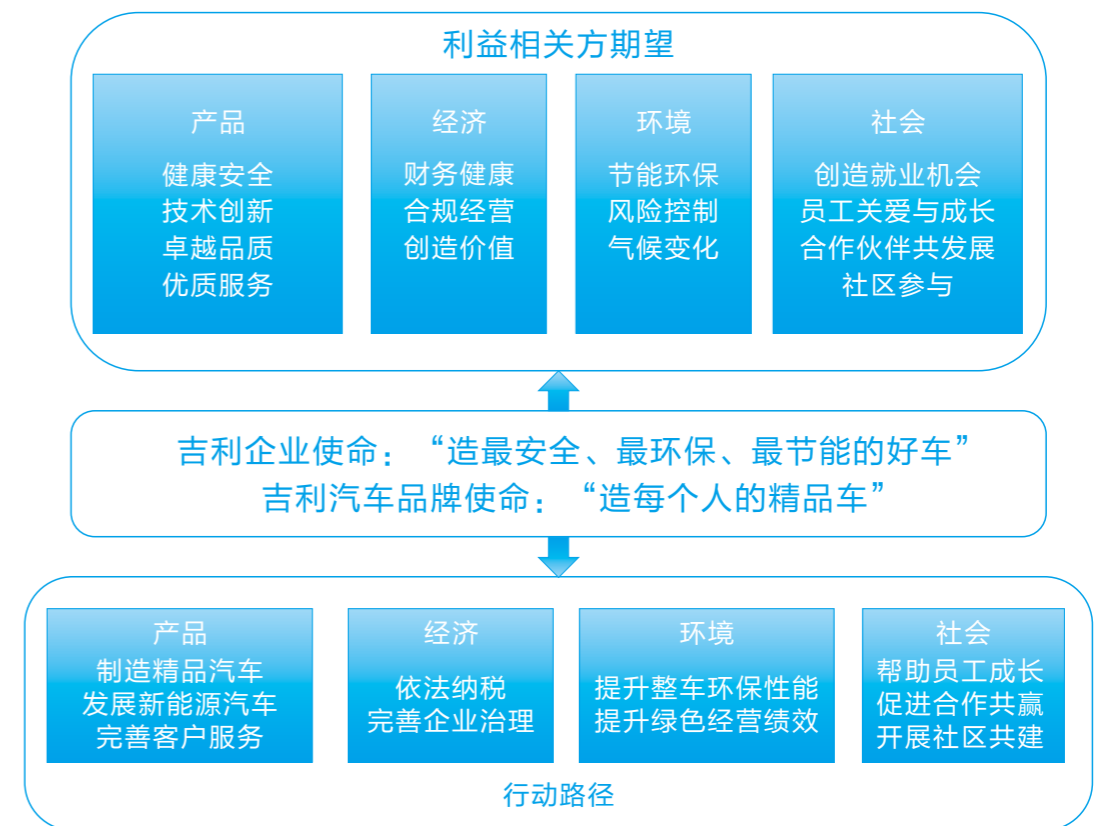 利益相关方期望
产品
健康安全
技术创新
卓越品质
优质服务
经济
财务健康
合规经营
创造价值
环境
节能环保
风险控制
气候变化
社会
创造就业机会
员工关爱与成长
合作伙伴共发展
社区参与
吉利企业使命：“造最安全、最环保、最节能的好车”
吉利汽车品牌使命：“造每个人的精品车”
产品
制造精品汽车
发展新能源汽车
完善客户服务
经济
依法纳税
完善企业治理
环境
提升整车环保性能
提升绿色经营绩效
社会
帮助员工成长
促进合作共赢
开展社区共建
行动路径